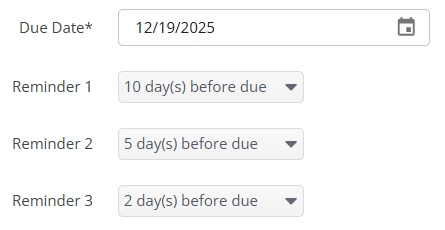 Due Date* 12/19/2025
Reminder 1 10 day(s) before due
Reminder 2 5 day(s) before due
Reminder 3 2 day(s) before due